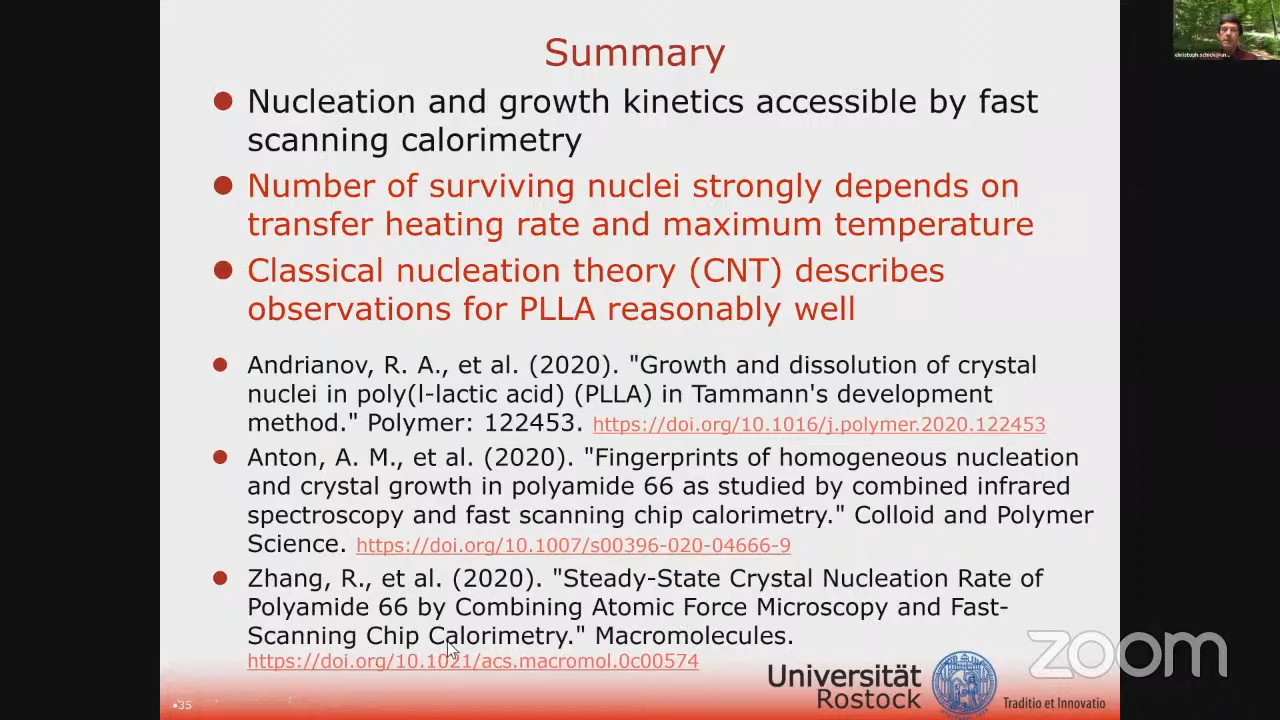 Summary
Nucleation and growth kinetics accessible by fast
scanning calorimetry
Number of surviving nuclei strongly depends on
transfer heating rate and maximum temperature
Classical nucleation theory (CNT) describes
observations for PLLA reasonably well
Andrianov, R. A., et al. (2020). "Growth and dissolution of crystal
nuclei in poly(l-lactic acid) (PLLA) in Tammann's development
method." Polymer: 122453. https://doi.org/10.1016/j.polymer.2020.122453
Anton, A. M., et al. (2020). "Fingerprints of homogeneous nucleation
and crystal growth in polyamide 66 as studied by combined infrared
spectroscopy and fast scanning chip calorimetry." Colloid and Polymer
Science. https://doi.org/10.1007/s00396-020-04666-9
Zhang, R., et al. (2020). "Steady-State Crystal Nucleation Rate of
Polyamide 66 by Combining Atomic Force Microscopy and Fast-
Scanning Chip Calorimetry." Macromolecules.
https://doi.org/10.1021/acs.macromol.0c00574
Universität
Rostock
Traditio et Innovatio
•35
zoom
christoph.schick@un...